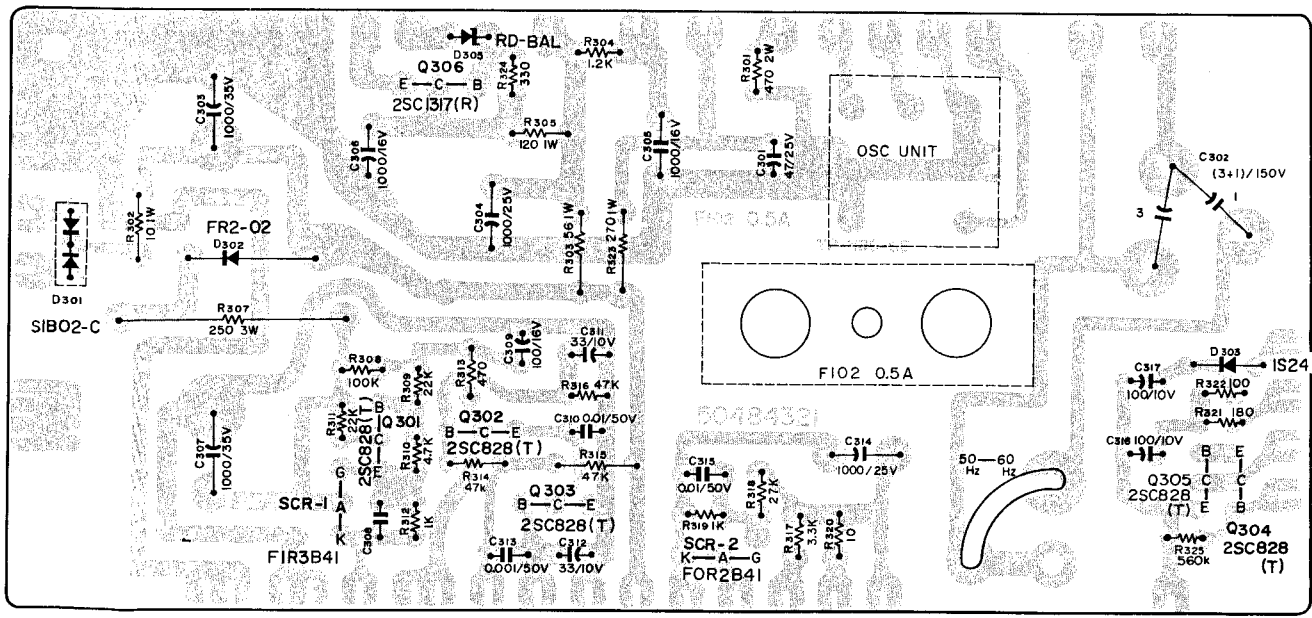 D305
RD-BAL
R304
1.2K
Q306
E—C—B
2SC1317(R)
R324
330
R301
470 2W
C303
1000/35V
C306
100/16V
R305
120 1W
C305
1000/16V
C301
47/25V
OSC UNIT
C302
(3+1)/150V
3
1
R302
10 1W
FR2-02
D302
C304
1000/25V
R303 56 1W
R323 270 1W
F102 0.5A
D301
SIB02-C
R307
250 3W
F102 0.5A
C309
100/16V
C311
33/10V
R308
100K
R309
22K
R313
470
R316 47K
C310 0.01/50V
50484321
D303
IS24
C317
100/10V
R322 100
R321 180
R311
22K
2SC828(T)
B—C—E
Q301
R310
4.7K
Q302
B—C—E
2SC828(T)
R314
47k
R315
47K
C307
1000/35V
C314
1000/25V
C315
0.01/50V
R318
27K
50—60
Hz Hz
C316 100/10V
B—C—E
E—C—B
Q305
2SC828
(T)
Q304
2SC828
(T)
G—A—K
SCR-1
F1R3B41
C308
R312
1K
Q303
B—C—E
2SC828(T)
C313
0.001/50V
C312
33/10V
R319 1K
SCR-2
K—A—G
FOR2B41
R317
3.3K
R320
10
R325
560k